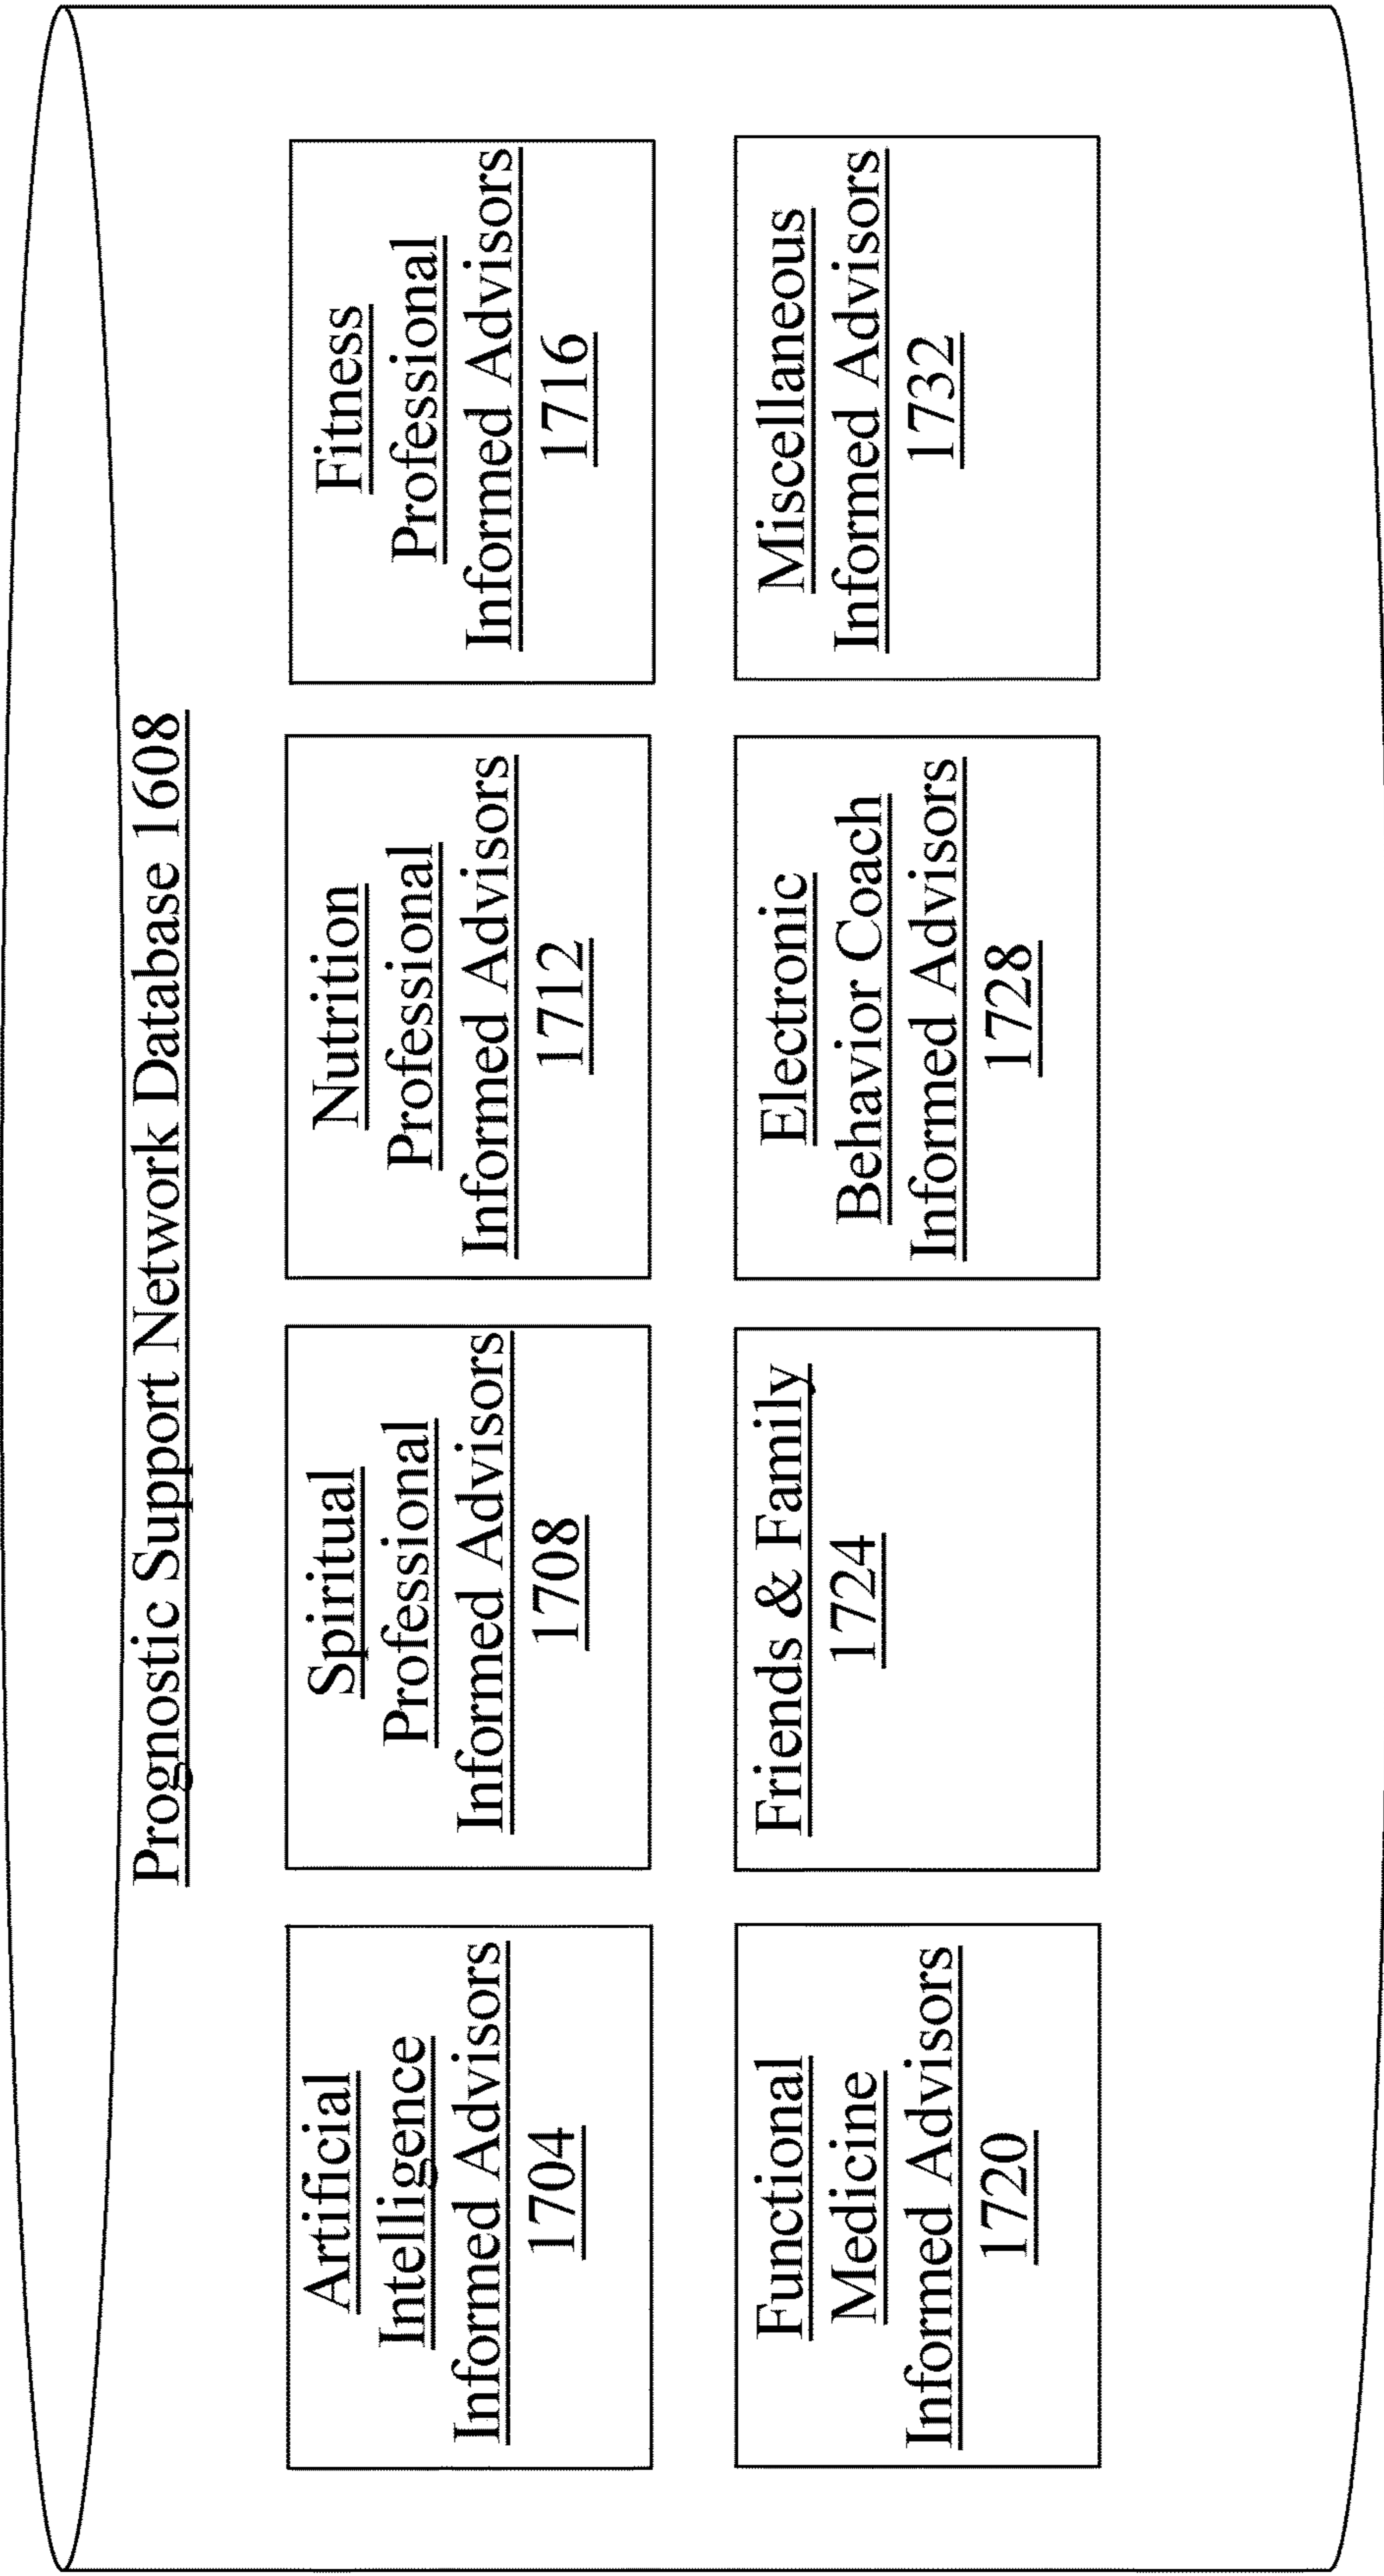 Prognostic Support Network Database 1608
Artificial
Intelligence
Informed Advisors
1704
Spiritual
Professional
Informed Advisors
1708
Nutrition
Professional
Informed Advisors
1712
Fitness
Professional
Informed Advisors
1716
Functional
Medicine
Informed Advisors
1720
Friends & Family
1724
Electronic
Behavior Coach
Informed Advisors
1728
Miscellaneous
Informed Advisors
1732